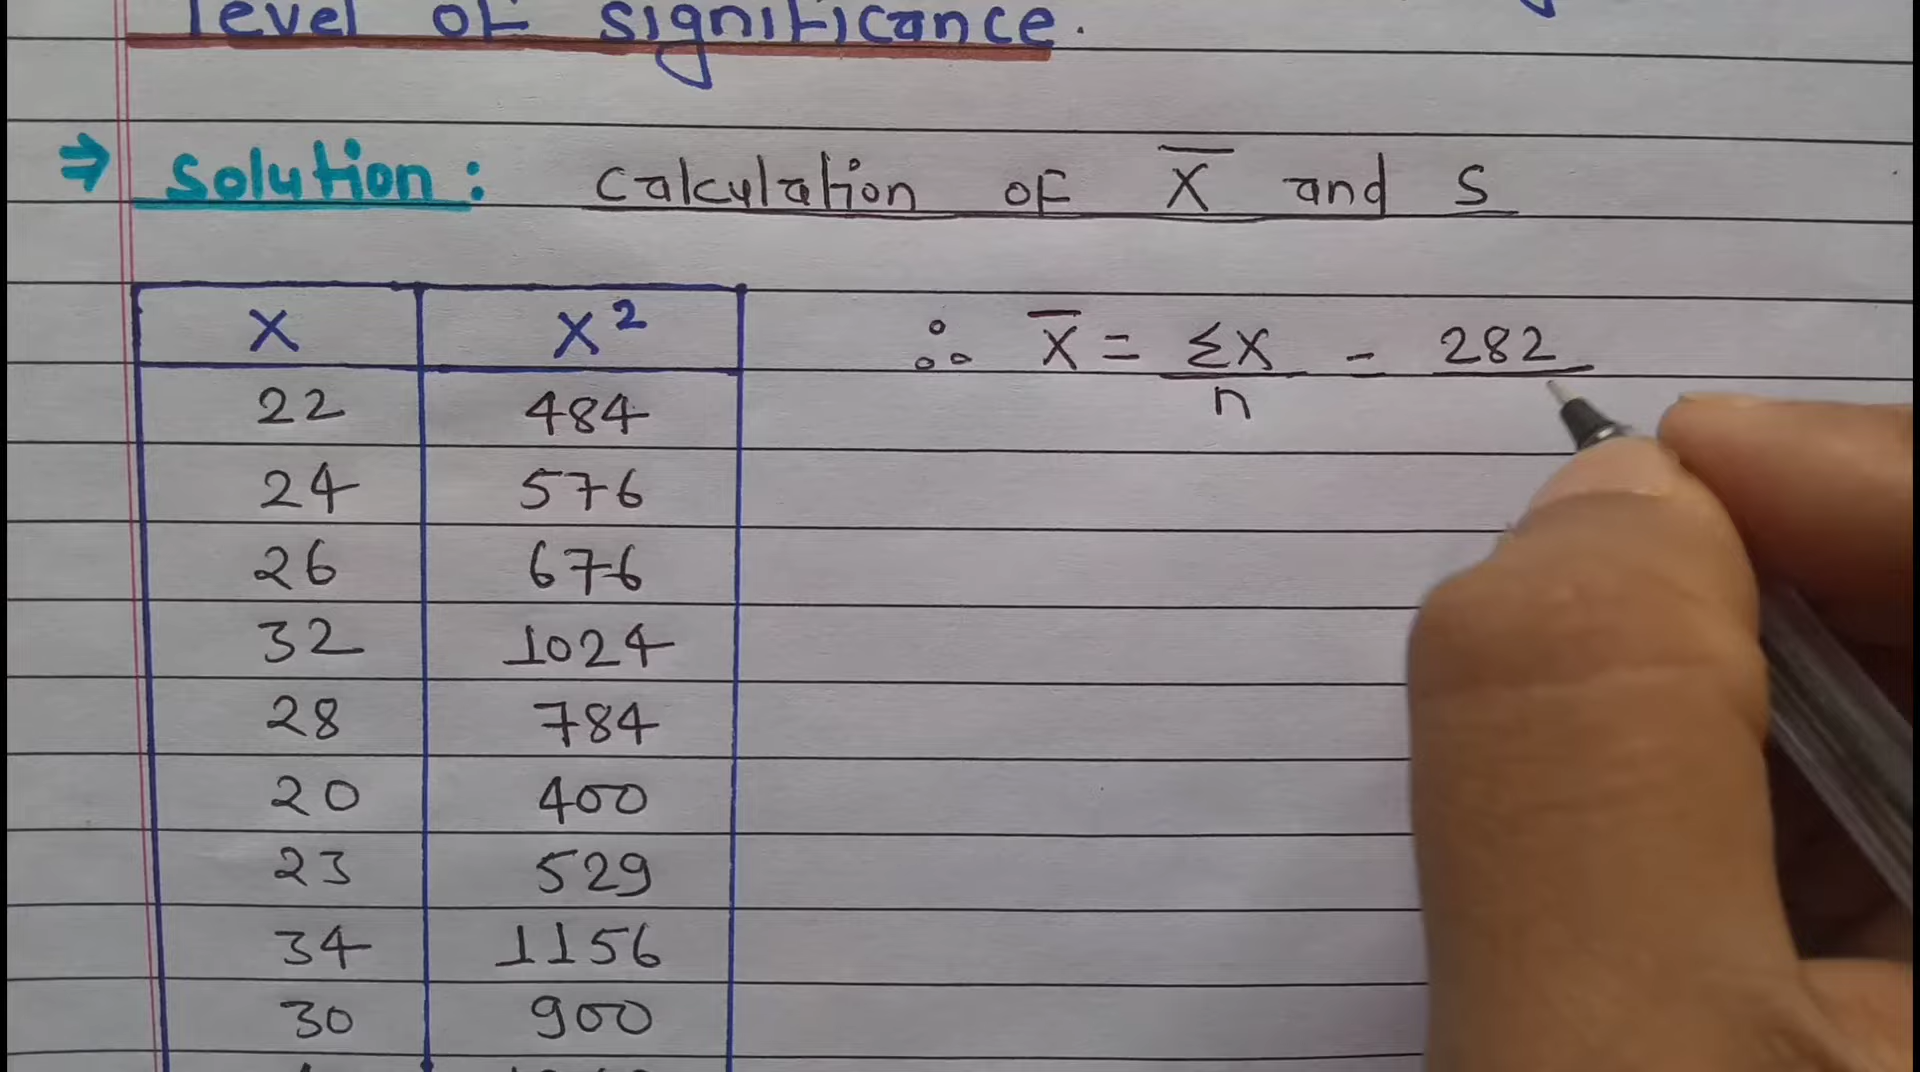 level of significance.
⇒ Solution: Calculation of X̅ and S
X X²
∴ X̅ = ΣX/n = 282
22 484
24 576
26 676
32 1024
28 784
20 400
23 529
34 1156
30 900